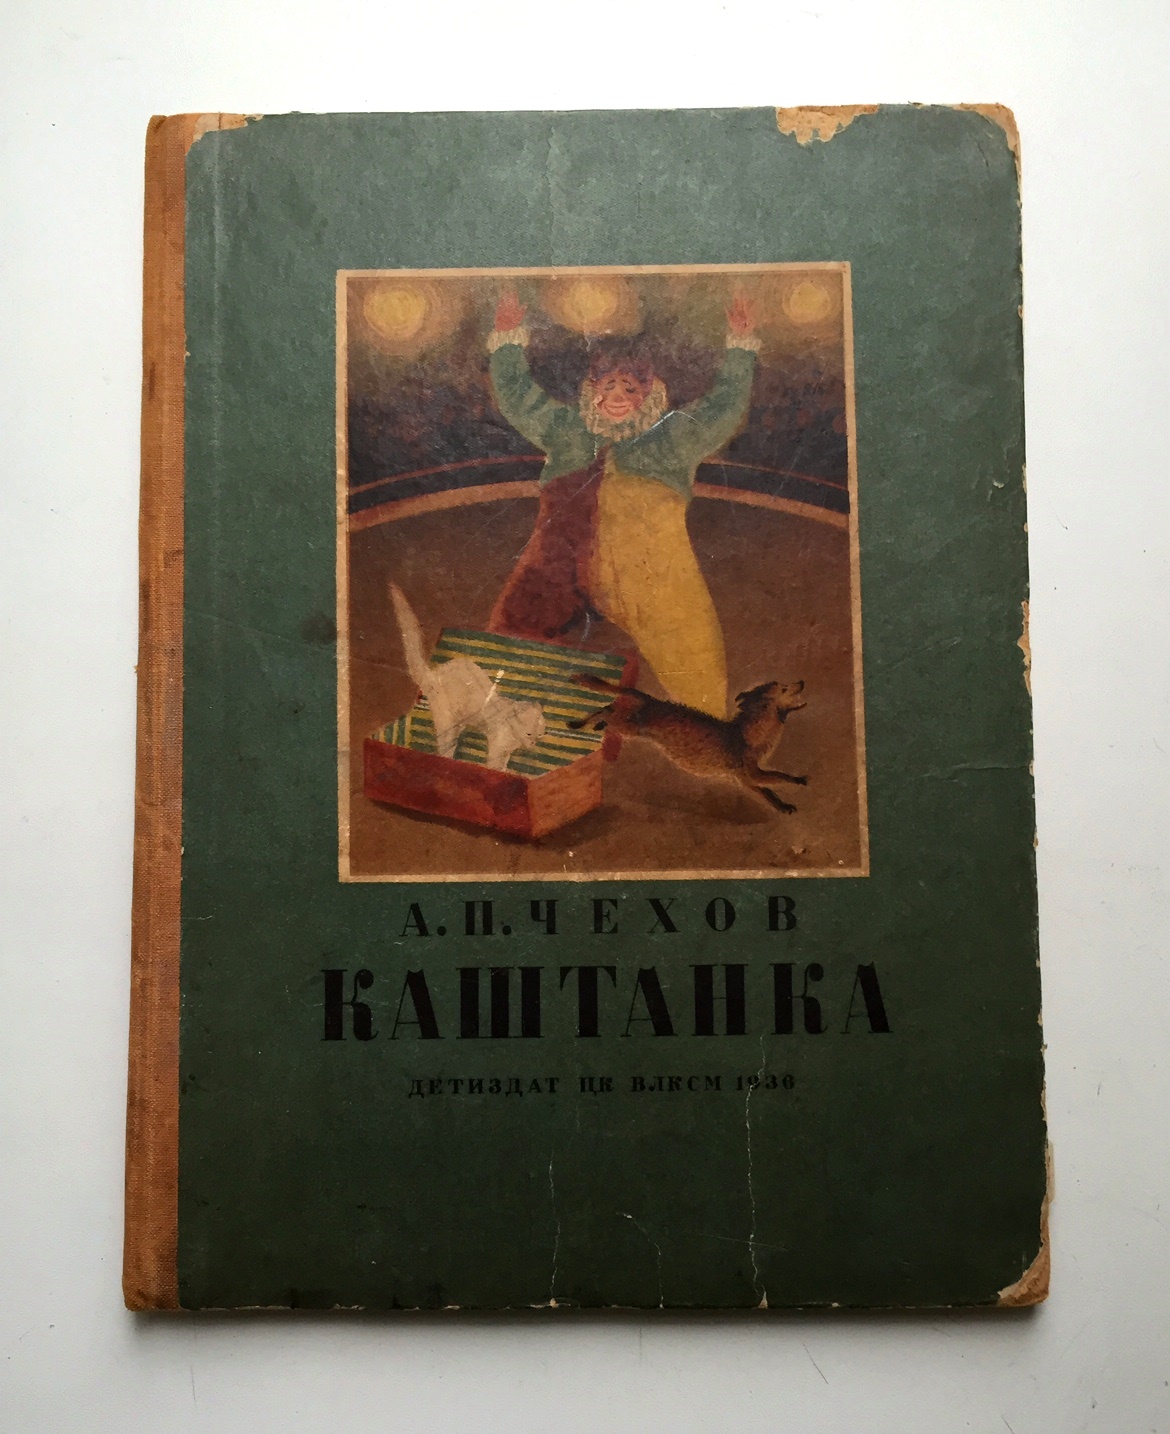 А. П. ЧЕХОВ
КАШТАНКА
ДЕТИЗДАТ ЦК ВЛКСМ 1936